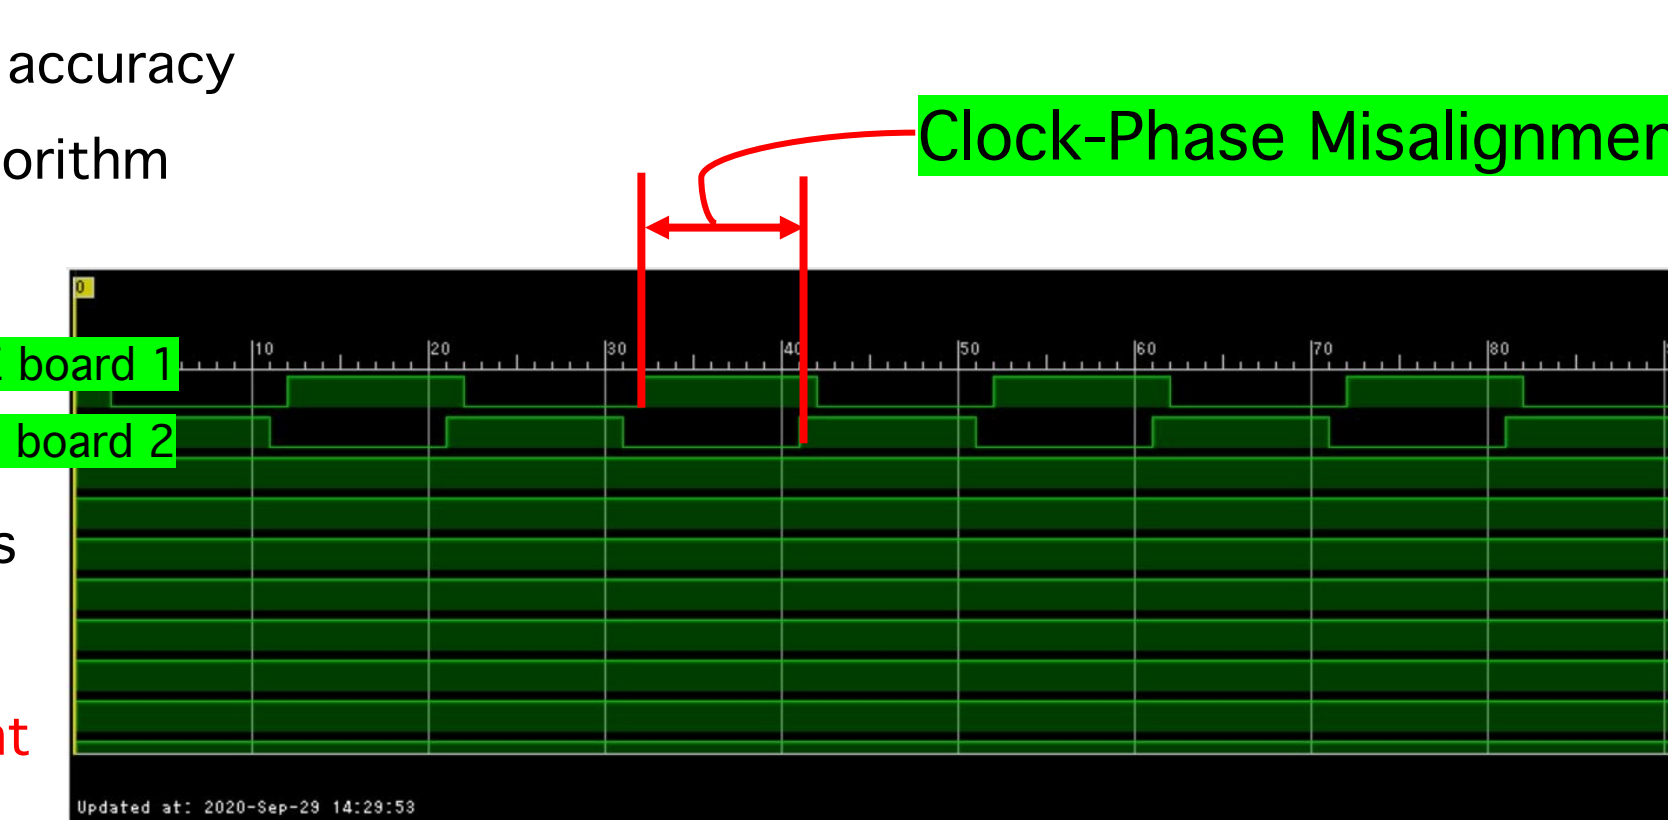 accuracy
orithm
Clock-Phase Misalignmen
0
10 20 30 40 50 60 70 80
board 1
board 2
s
nt
Updated at: 2020-Sep-29 14:29:53